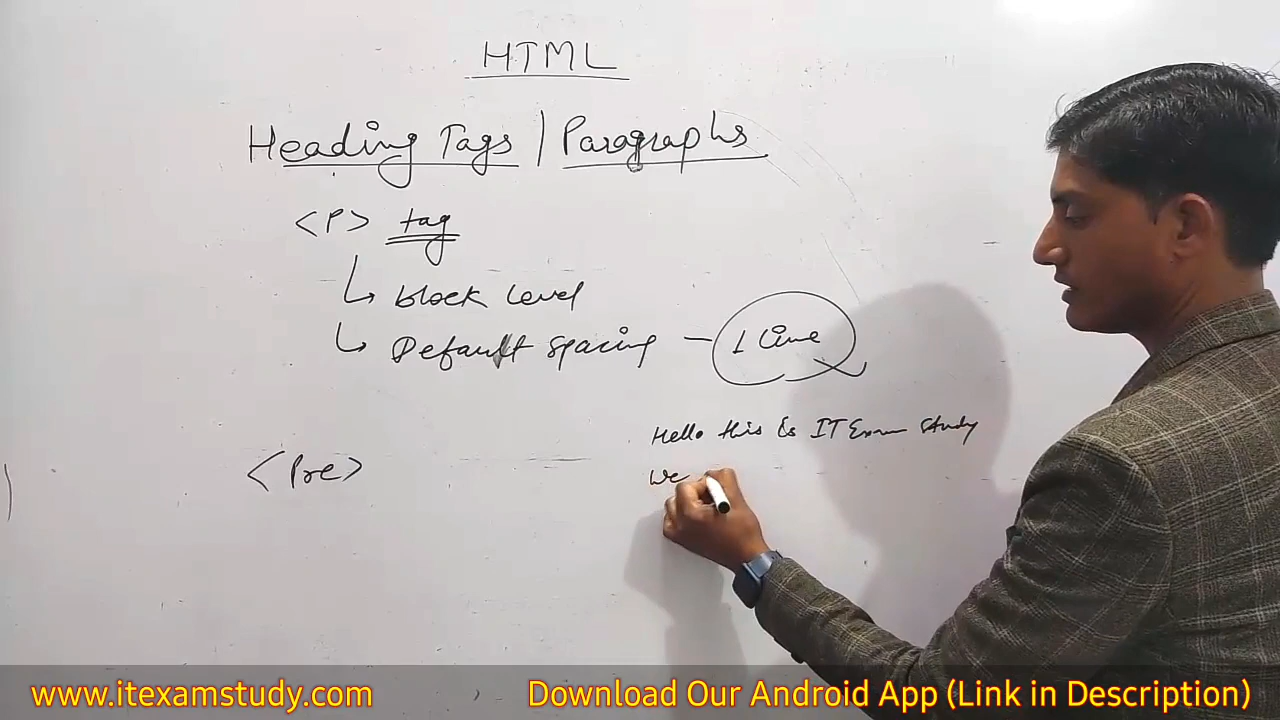 HTML
Heading Tags | Paragraphs
<P> tag
block level
Default spacing - 1 line
Hello this is IT Exam Study
<Pre>
We
www.itexamstudy.com
Download Our Android App (Link in Description)